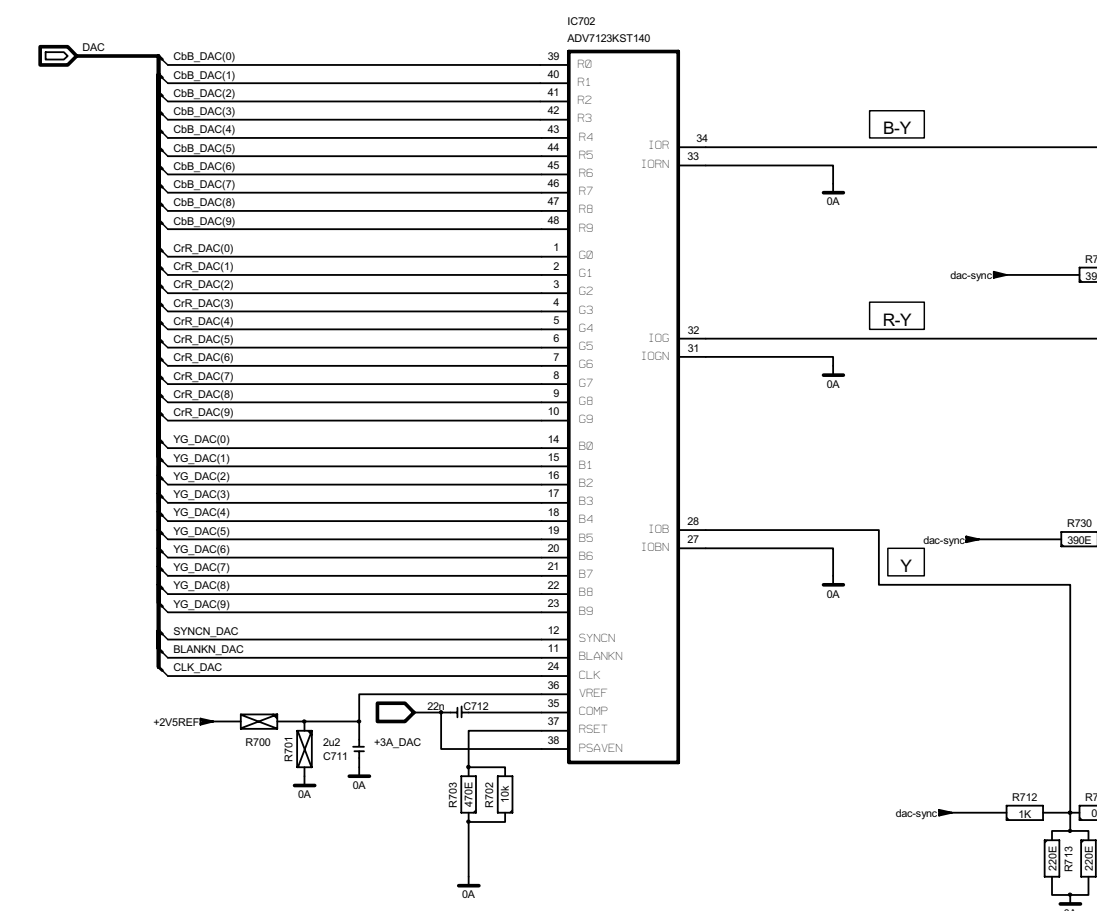 IC702
ADV7123KST140
DAC
CbB_DAC(0) 39 R0
CbB_DAC(1) 40 R1
CbB_DAC(2) 41 R2
CbB_DAC(3) 42 R3
CbB_DAC(4) 43 R4
CbB_DAC(5) 44 R5
CbB_DAC(6) 45 R6
CbB_DAC(7) 46 R7
CbB_DAC(8) 47 R8
CbB_DAC(9) 48 R9
IOR 34 B-Y
IORN 33
0A
CrR_DAC(0) 1 G0
CrR_DAC(1) 2 G1
CrR_DAC(2) 3 G2
CrR_DAC(3) 4 G3
CrR_DAC(4) 5 G4
CrR_DAC(5) 6 G5
CrR_DAC(6) 7 G6
CrR_DAC(7) 8 G7
CrR_DAC(8) 9 G8
CrR_DAC(9) 10 G9
dac-sync
R7
39
IOG 32 R-Y
IOGN 31
0A
YG_DAC(0) 14 B0
YG_DAC(1) 15 B1
YG_DAC(2) 16 B2
YG_DAC(3) 17 B3
YG_DAC(4) 18 B4
YG_DAC(5) 19 B5
YG_DAC(6) 20 B6
YG_DAC(7) 21 B7
YG_DAC(8) 22 B8
YG_DAC(9) 23 B9
IOB 28
IOBN 27
dac-sync
R730
390E
Y
0A
SYNCN_DAC 12 SYNCN
BLANKN_DAC 11 BLANKN
CLK_DAC 24 CLK
36 VREF
35 COMP
37 RSET
38 PSAVEN
+2V5REF
R700
R701
0A
2u2
C711
0A
+3A_DAC
22n C712
R703
470E
R702
10k
0A
dac-sync
R712
1K
R7
0
220E
R713
220E
0A